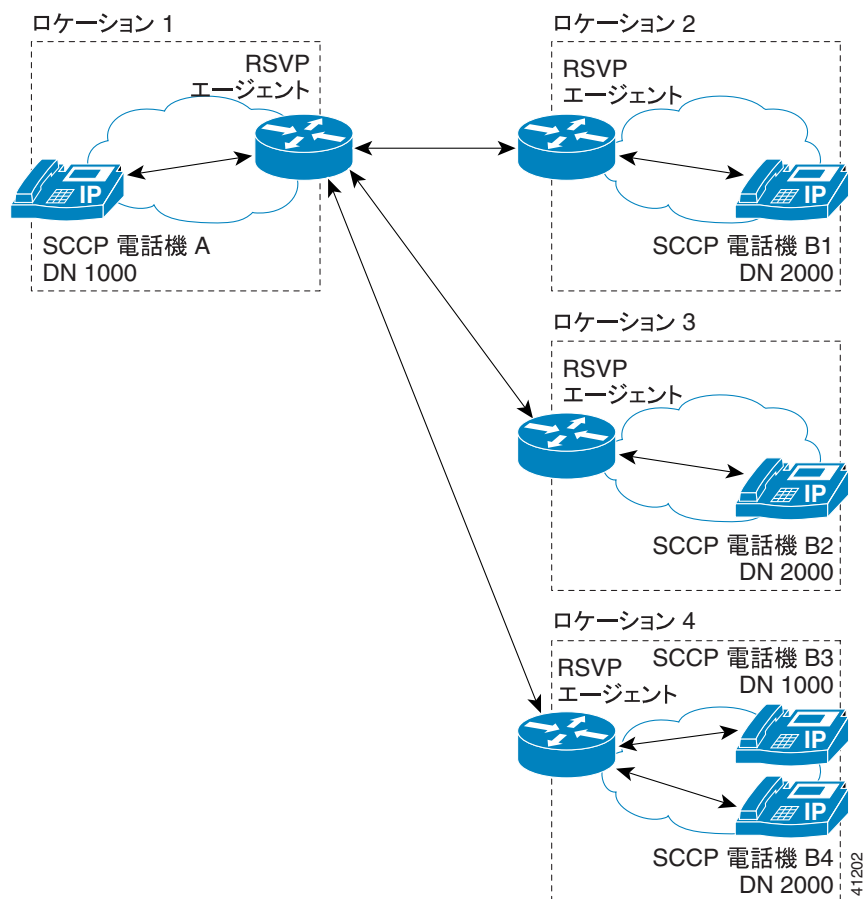 ロケーション 1
RSVP
エージェント
IP
SCCP 電話機 A
DN 1000
ロケーション 2
RSVP
エージェント
IP
SCCP 電話機 B1
DN 2000
ロケーション 3
RSVP
エージェント
IP
SCCP 電話機 B2
DN 2000
ロケーション 4
RSVP
エージェント
SCCP 電話機 B3
DN 1000
IP
IP
SCCP 電話機 B4
DN 2000
41202